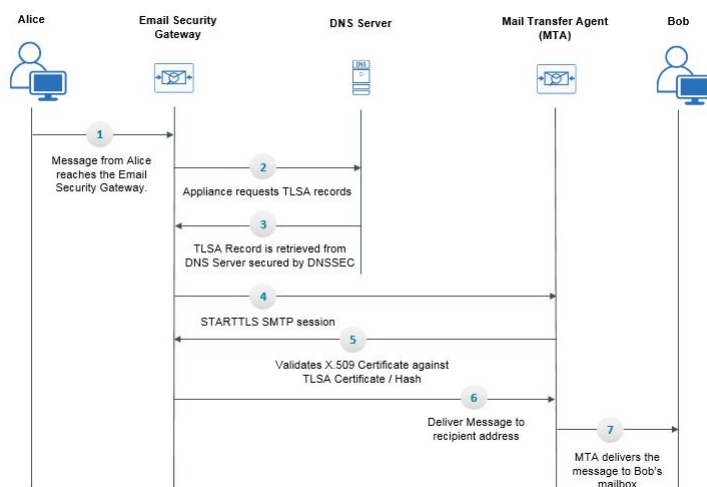 Alice
Email Security
Gateway
DNS Server
Mail Transfer Agent
(MTA)
Bob
DNS
1
Message from Alice
reaches the Email
Security Gateway.
2
Appliance requests TLSA records
3
TLSA Record is retrieved from
DNS Server secured by DNSSEC
4
STARTTLS SMTP session
5
Validates X.509 Certificate against
TLSA Certificate / Hash
6
Deliver Message to
recipient address
7
MTA delivers the
message to Bob's
mailbox